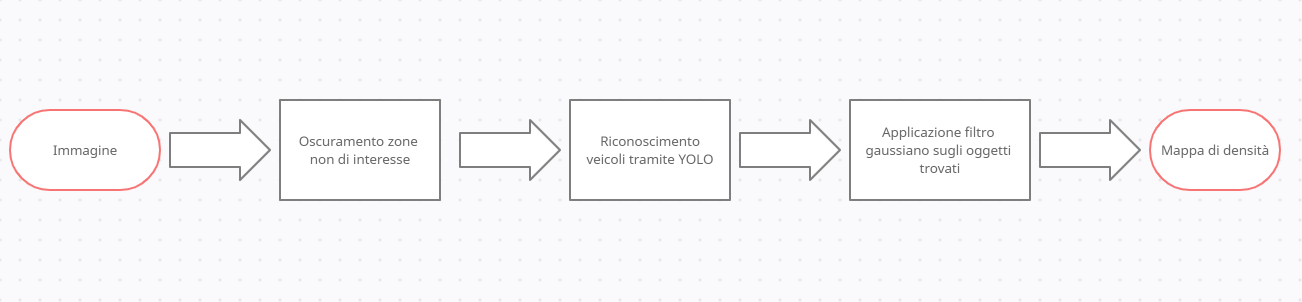 Immagine
Oscuramento zone
non di interesse
Riconoscimento
veicoli tramite YOLO
Applicazione filtro
gaussiano sugli oggetti
trovati
Mappa di densità